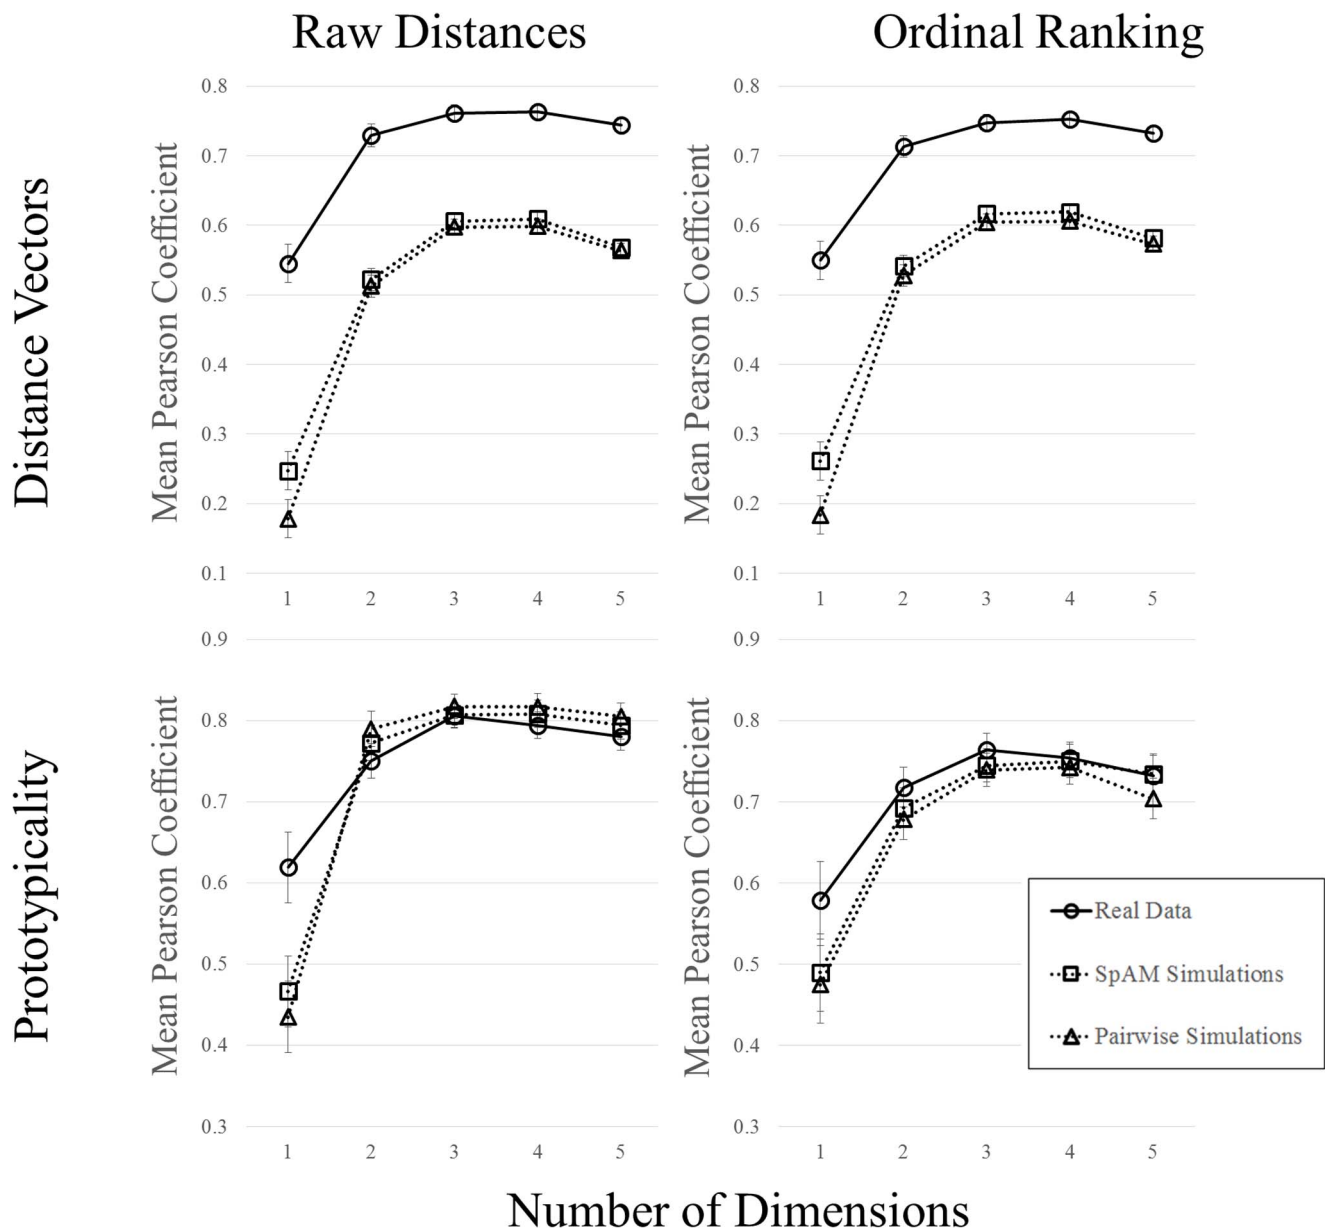 Raw Distances
Ordinal Ranking
Distance Vectors
Mean Pearson Coefficient
0.8
0.7
0.6
0.5
0.4
0.3
0.2
0.1
1 2 3 4 5
Mean Pearson Coefficient
0.8
0.7
0.6
0.5
0.4
0.3
0.2
0.1
1 2 3 4 5
Prototypicality
Mean Pearson Coefficient
0.9
0.8
0.7
0.6
0.5
0.4
0.3
1 2 3 4 5
Mean Pearson Coefficient
0.9
0.8
0.7
0.6
0.5
0.4
0.3
1 2 3 4 5
Real Data
SpAM Simulations
Pairwise Simulations
Number of Dimensions